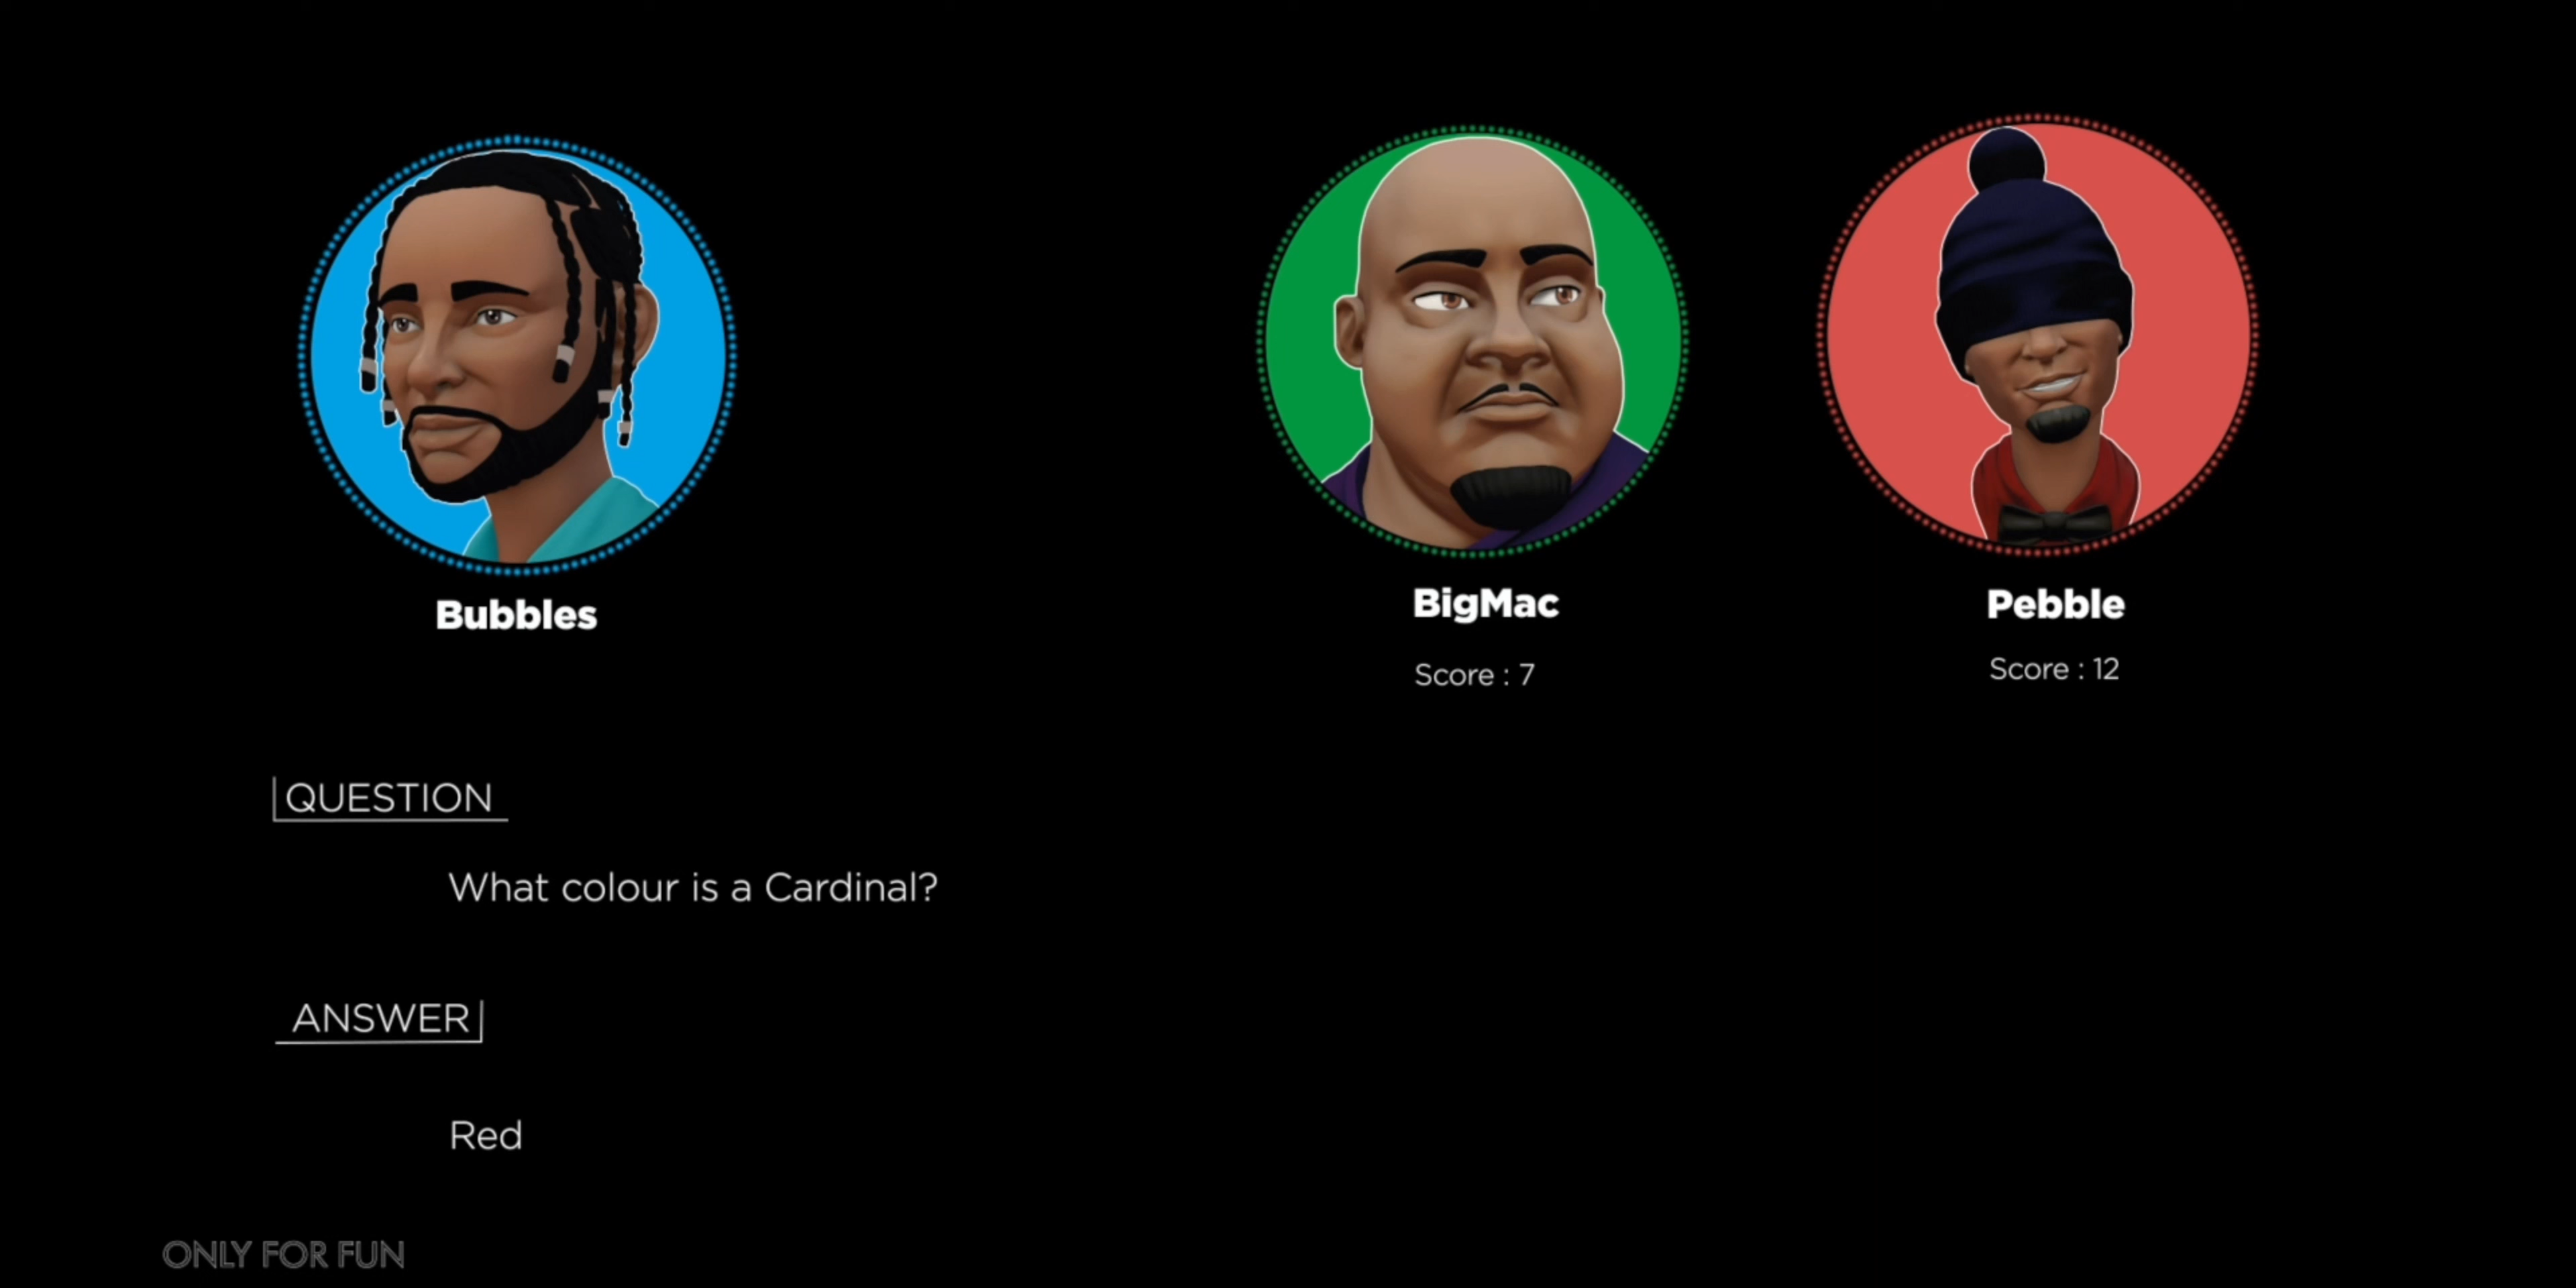 Bubbles
BigMac
Pebble
Score : 7
Score : 12
QUESTION
What colour is a Cardinal?
ANSWER
Red
ONLY FOR FUN